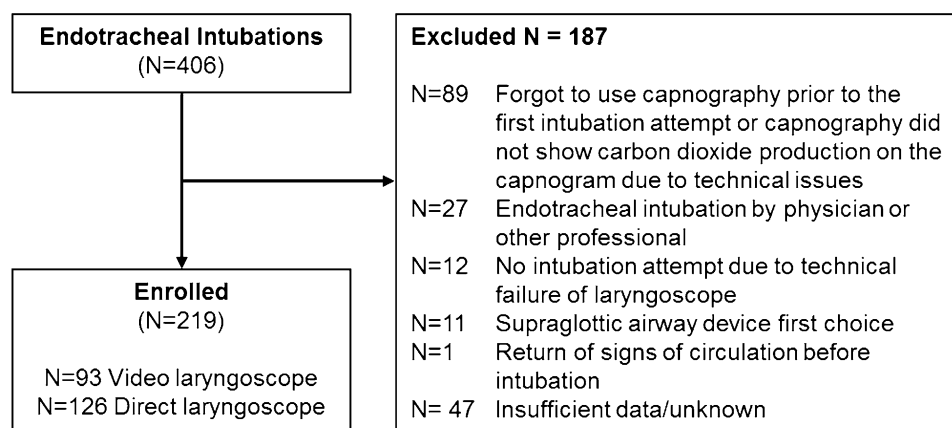 Endotracheal Intubations
(N=406)
Enrolled
(N=219)
N=93 Video laryngoscope
N=126 Direct laryngoscope
Excluded N = 187
N=89 Forgot to use capnography prior to the
first intubation attempt or capnography did
not show carbon dioxide production on the
capnogram due to technical issues
N=27 Endotracheal intubation by physician or
other professional
N=12 No intubation attempt due to technical
failure of laryngoscope
N=11 Supraglottic airway device first choice
N=1 Return of signs of circulation before
intubation
N= 47 Insufficient data/unknown